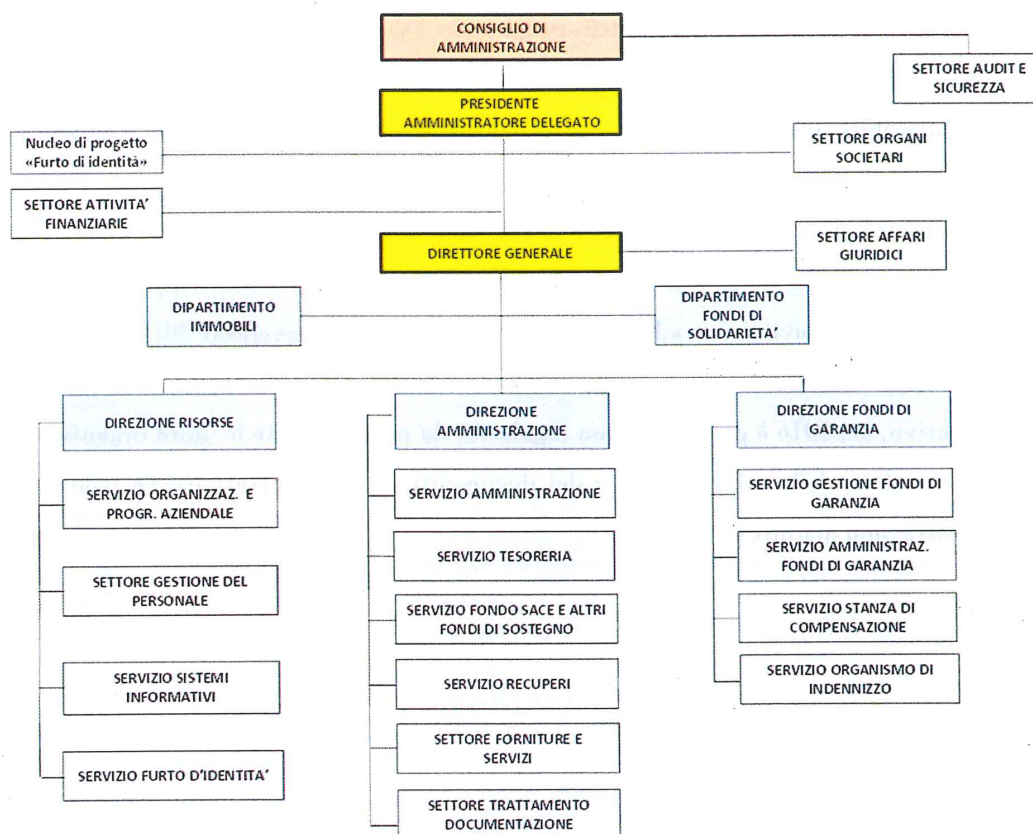 CONSIGLIO DI
AMMINISTRAZIONE
SETTORE AUDIT E
SICUREZZA
PRESIDENTE
AMMINISTRATORE DELEGATO
Nucleo di progetto
«Furto di identità»
SETTORE ORGANI
SOCIETARI
SETTORE ATTIVITA'
FINANZIARIE
DIRETTORE GENERALE
SETTORE AFFARI
GIURIDICI
DIPARTIMENTO
IMMOBILI
DIPARTIMENTO
FONDI DI
SOLIDARIETA'
DIREZIONE RISORSE
SERVIZIO ORGANIZZAZ. E
PROGR. AZIENDALE
SETTORE GESTIONE DEL
PERSONALE
SERVIZIO SISTEMI
INFORMATIVI
SERVIZIO FURTO D'IDENTITA'
DIREZIONE
AMMINISTRAZIONE
SERVIZIO AMMINISTRAZIONE
SERVIZIO TESORERIA
SERVIZIO FONDO SACE E ALTRI
FONDI DI SOSTEGNO
SERVIZIO RECUPERI
SETTORE FORNITURE E
SERVIZI
SETTORE TRATTAMENTO
DOCUMENTAZIONE
DIREZIONE FONDI DI
GARANZIA
SERVIZIO GESTIONE FONDI DI
GARANZIA
SERVIZIO AMMINISTRAZ.
FONDI DI GARANZIA
SERVIZIO STANZA DI
COMPENSAZIONE
SERVIZIO ORGANISMO DI
INDENNIZZO